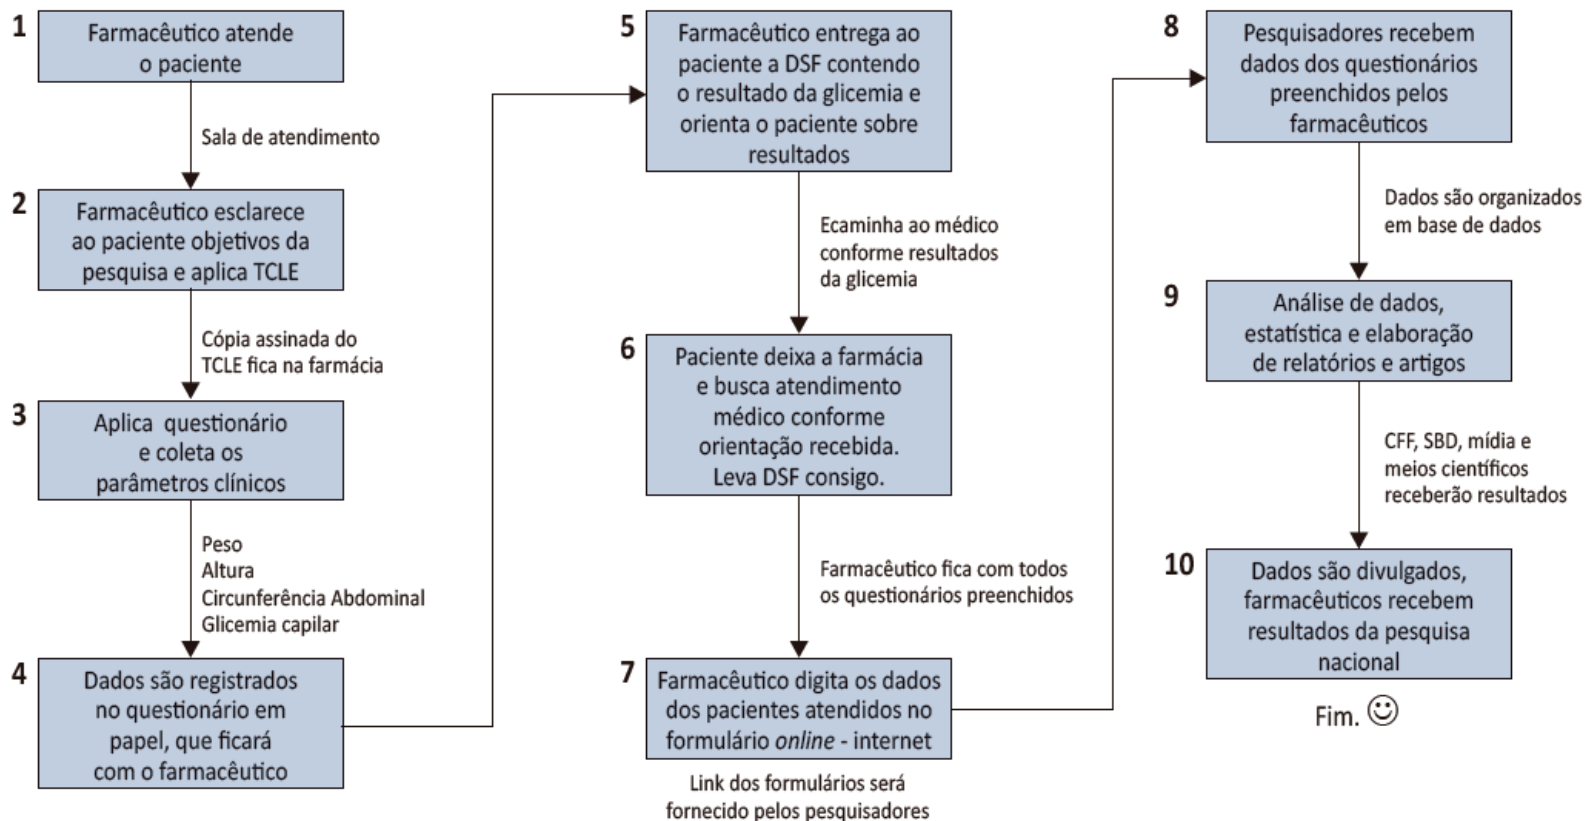 1
Farmacêutico atende
o paciente
Sala de atendimento
2
Farmacêutico esclarece
ao paciente objetivos da
pesquisa e aplica TCLE
Cópia assinada do
TCLE fica na farmácia
3
Aplica questionário
e coleta os
parâmetros clínicos
Peso
Altura
Circunferência Abdominal
Glicemia capilar
4
Dados são registrados
no questionário em
papel, que ficará
com o farmacêutico
5
Farmacêutico entrega ao
paciente a DSF contendo
o resultado da glicemia e
orienta o paciente sobre
resultados
Ecaminha ao médico
conforme resultados
da glicemia
6
Paciente deixa a farmácia
e busca atendimento
médico conforme
orientação recebida.
Leva DSF consigo.
Farmacêutico fica com todos
os questionários preenchidos
7
Farmacêutico digita os dados
dos pacientes atendidos no
formulário online - internet
Link dos formulários será
fornecido pelos pesquisadores
8
Pesquisadores recebem
dados dos questionários
preenchidos pelos
farmacêuticos
Dados são organizados
em base de dados
9
Análise de dados,
estatística e elaboração
de relatórios e artigos
CFF, SBD, mídia e
meios científicos
receberão resultados
10
Dados são divulgados,
farmacêuticos recebem
resultados da pesquisa
nacional
Fim.